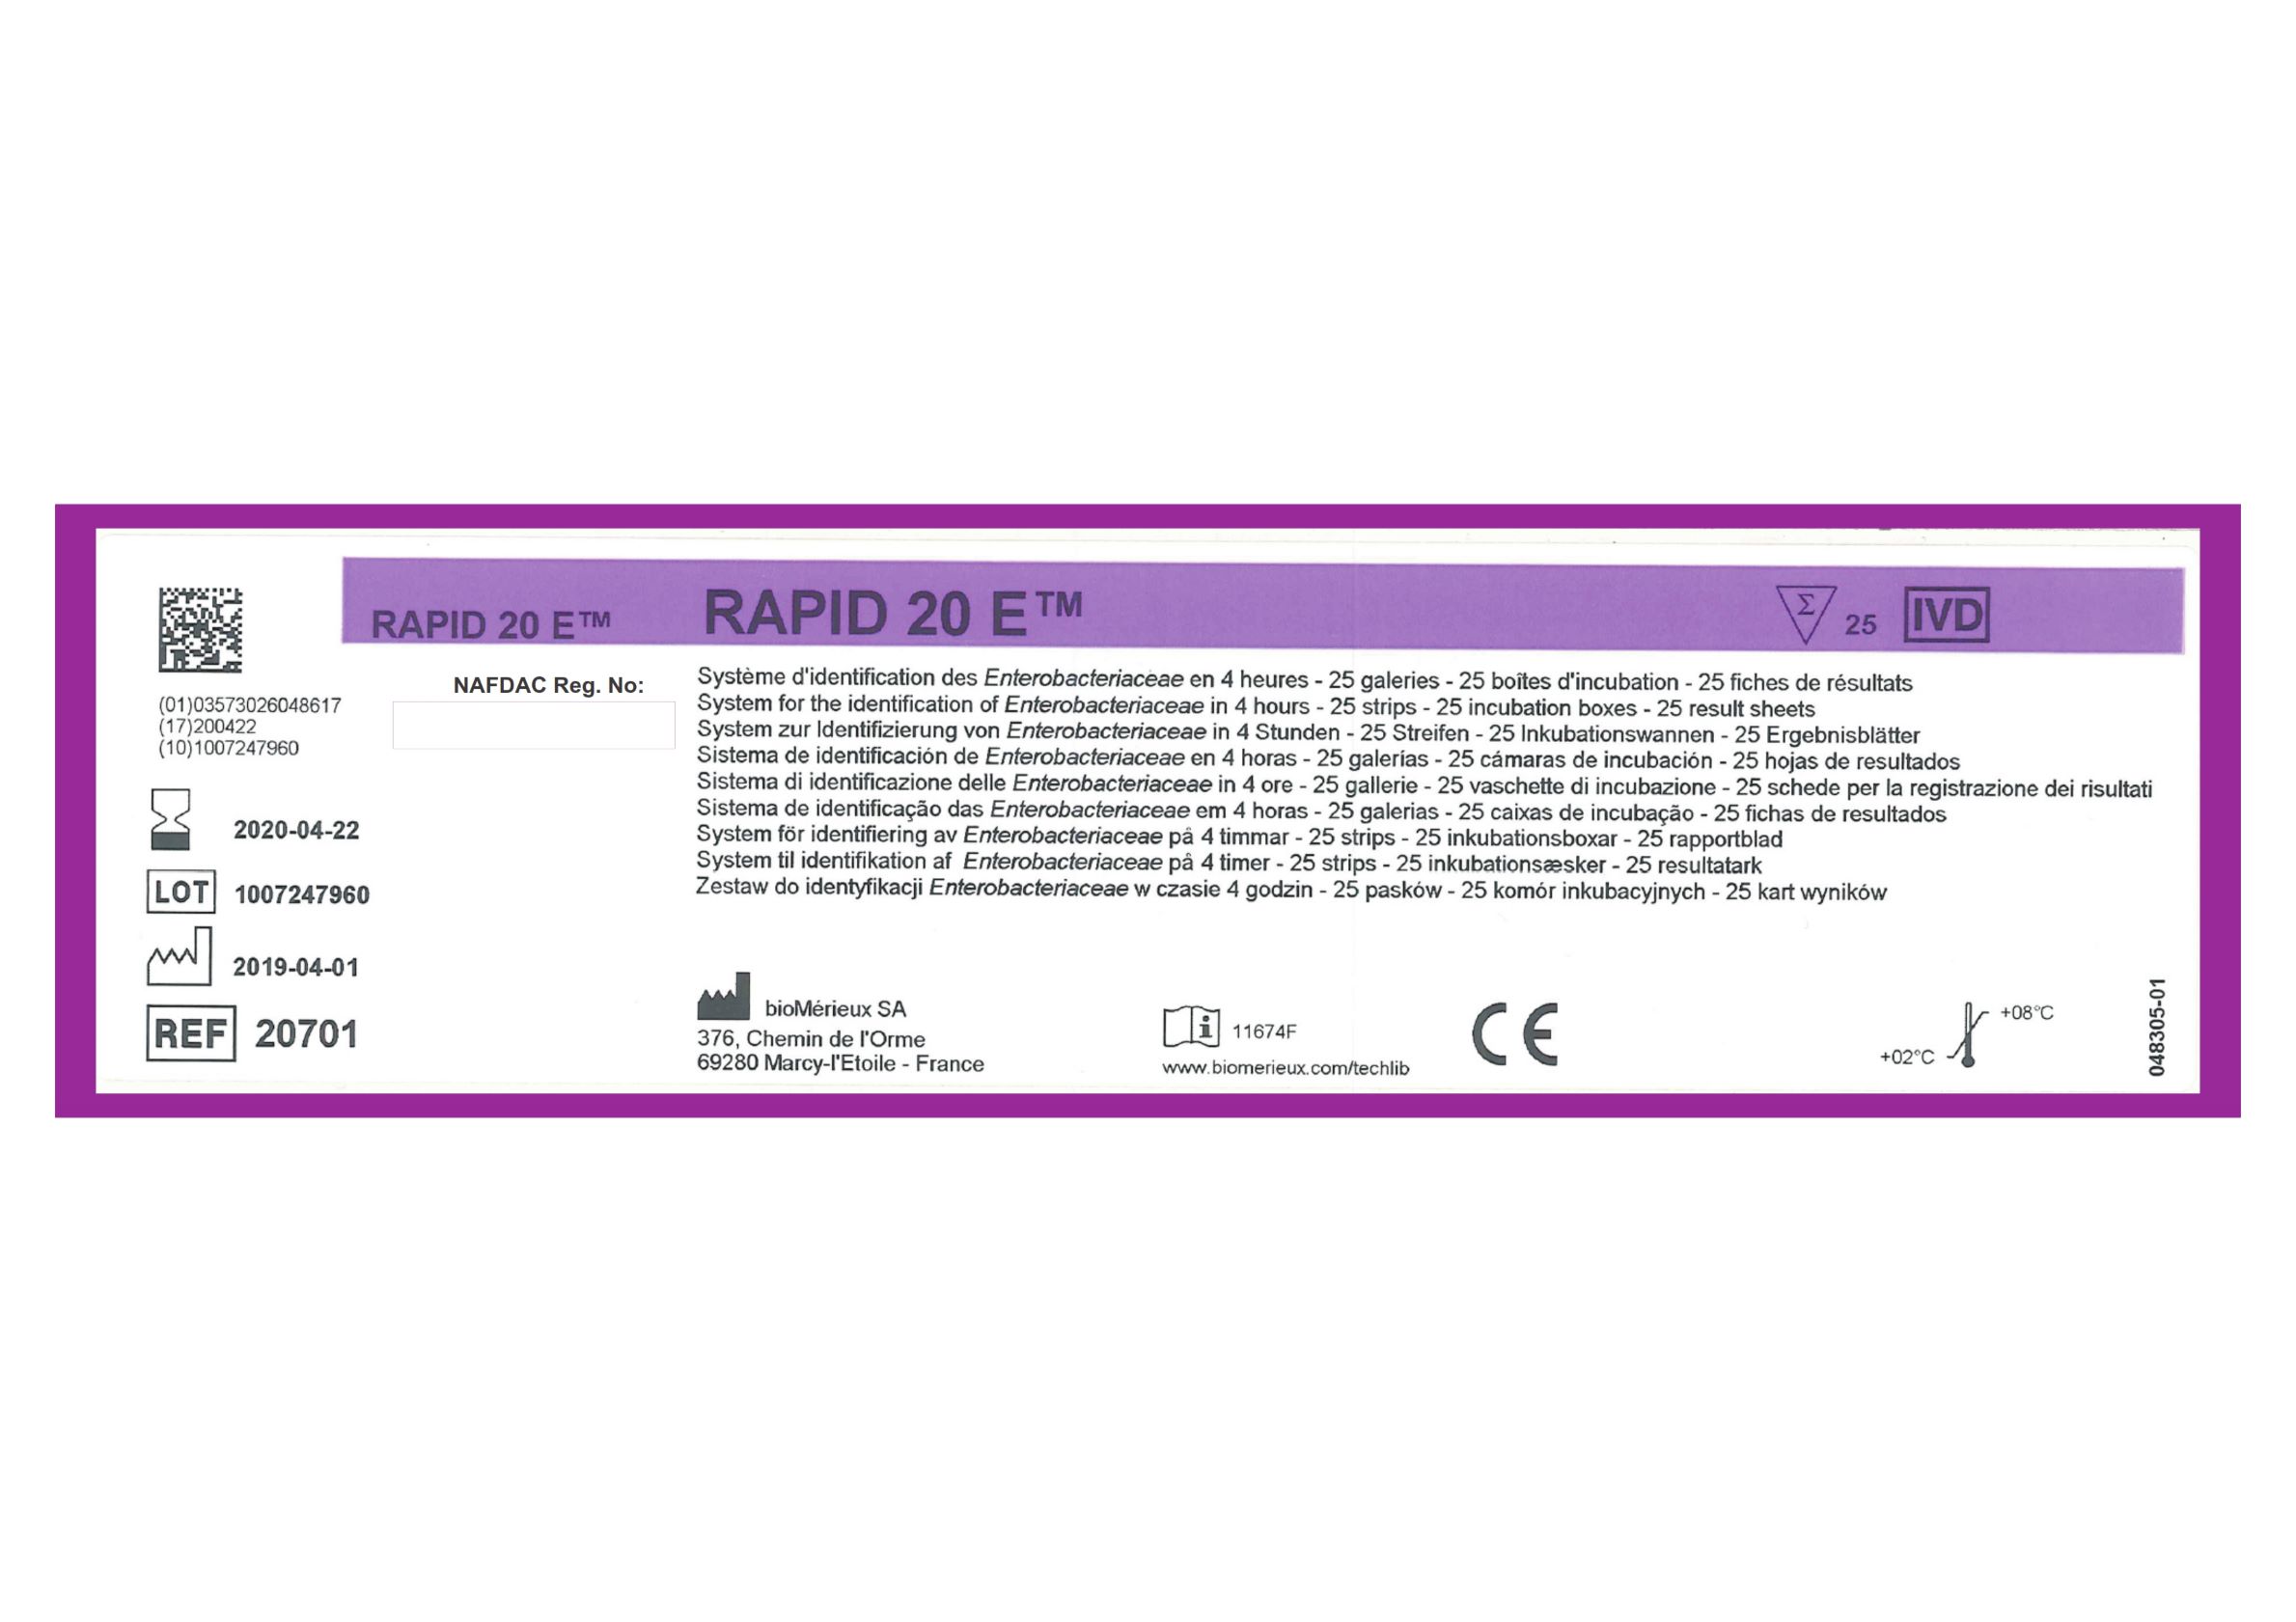 RAPID 20 E™
RAPID 20 E™
Σ 25 IVD
(01)03573026048617
(17)200422
(10)1007247960
NAFDAC Reg. No:
2020-04-22
LOT 1007247960
2019-04-01
REF 20701
Système d'identification des Enterobacteriaceae en 4 heures - 25 galeries - 25 boîtes d'incubation - 25 fiches de résultats
System for the identification of Enterobacteriaceae in 4 hours - 25 strips - 25 incubation boxes - 25 result sheets
System zur Identifizierung von Enterobacteriaceae in 4 Stunden - 25 Streifen - 25 Inkubationswannen - 25 Ergebnisblätter
Sistema de identificación de Enterobacteriaceae en 4 horas - 25 galerías - 25 cámaras de incubación - 25 hojas de resultados
Sistema di identificazione delle Enterobacteriaceae in 4 ore - 25 gallerie - 25 vaschette di incubazione - 25 schede per la registrazione dei risultati
Sistema de identificação das Enterobacteriaceae em 4 horas - 25 galerias - 25 caixas de incubação - 25 fichas de resultados
System för identifiering av Enterobacteriaceae på 4 timmar - 25 strips - 25 inkubationsboxar - 25 rapportblad
System til identifikation af Enterobacteriaceae på 4 timer - 25 strips - 25 inkubationsæsker - 25 resultatark
Zestaw do identyfikacji Enterobacteriaceae w czasie 4 godzin - 25 pasków - 25 komór inkubacyjnych - 25 kart wyników
bioMérieux SA
376, Chemin de l'Orme
69280 Marcy-l'Etoile - France
i 11674F
www.biomerieux.com/techlib
CE
+08°C
+02°C
048305-01